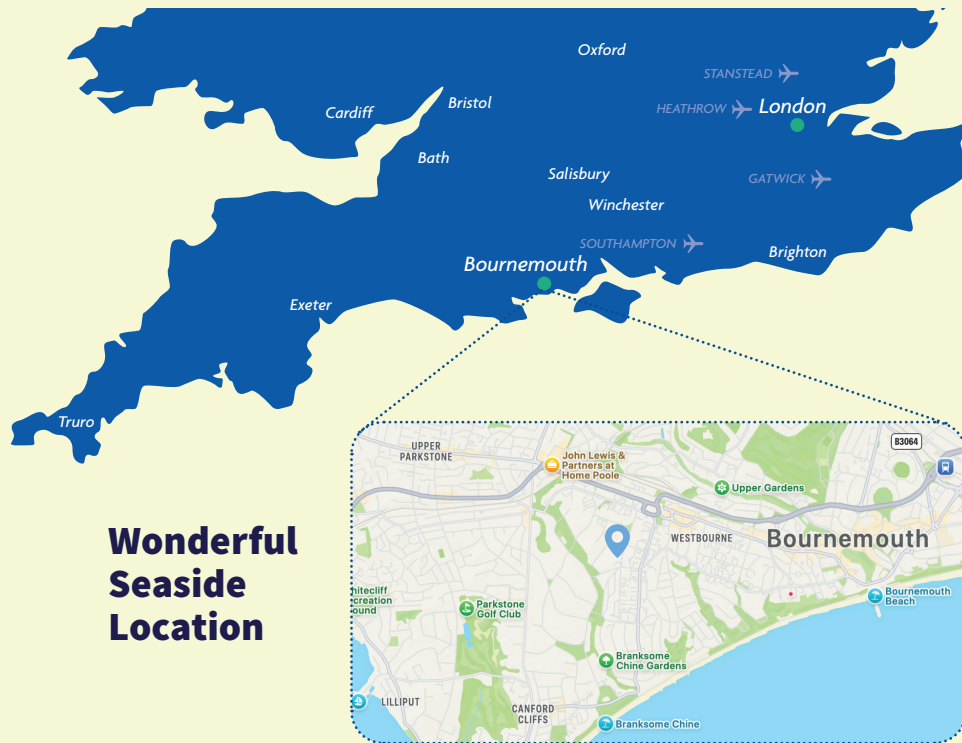 Oxford
STANSTEAD
HEATHROW
London
Cardiff
Bristol
Bath
Salisbury
GATWICK
Winchester
SOUTHAMPTON
Brighton
Bournemouth
Exeter
Truro
Wonderful
Seaside
Location
UPPER
PARKSTONE
John Lewis &
Partners at
Home Poole
B3064
Upper Gardens
WESTBOURNE
Bournemouth
hitecliff
creation
ound
Parkstone
Golf Club
Bournemouth
Beach
Branksome
Chine Gardens
LILLIPUT
CANFORD
CLIFFS
Branksome Chine